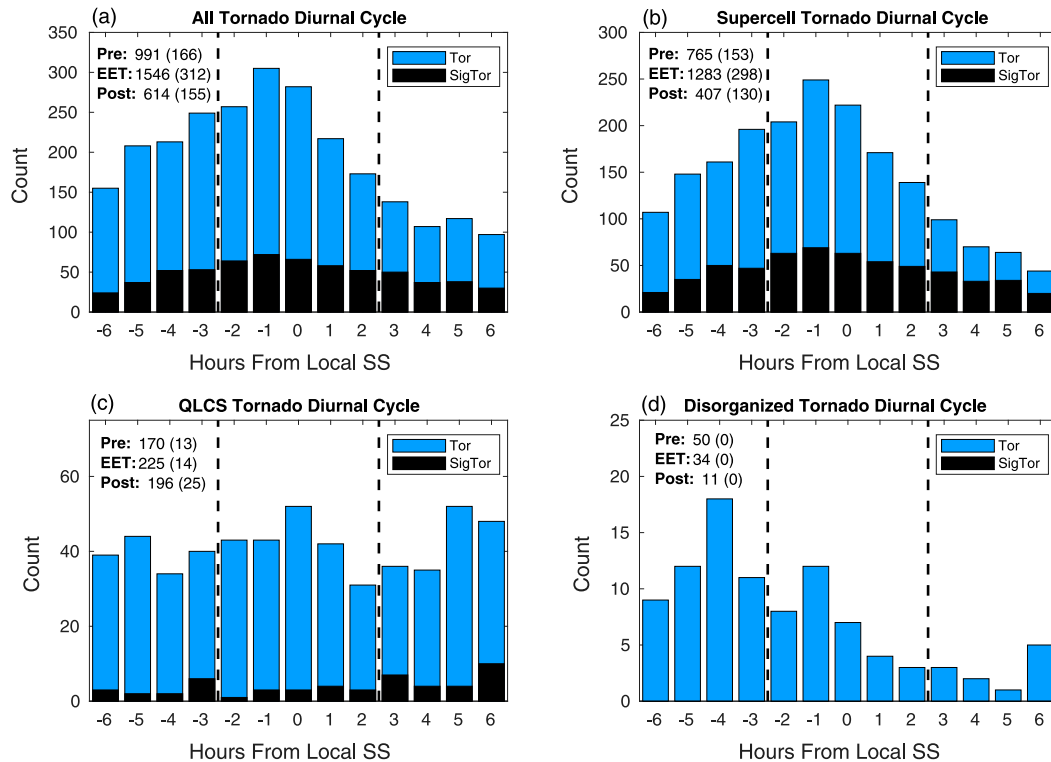 (a) All Tornado Diurnal Cycle
350
300
250
200
150
100
50
0
Count
Pre: 991 (166)
EET: 1546 (312)
Post: 614 (155)
Tor
SigTor
-6 -5 -4 -3 -2 -1 0 1 2 3 4 5 6
Hours From Local SS
(b) Supercell Tornado Diurnal Cycle
300
250
200
150
100
50
0
Count
Pre: 765 (153)
EET: 1283 (298)
Post: 407 (130)
Tor
SigTor
-6 -5 -4 -3 -2 -1 0 1 2 3 4 5 6
Hours From Local SS
(c) QLCS Tornado Diurnal Cycle
60
40
20
0
Count
Pre: 170 (13)
EET: 225 (14)
Post: 196 (25)
Tor
SigTor
-6 -5 -4 -3 -2 -1 0 1 2 3 4 5 6
Hours From Local SS
(d) Disorganized Tornado Diurnal Cycle
25
20
15
10
5
0
Count
Pre: 50 (0)
EET: 34 (0)
Post: 11 (0)
Tor
SigTor
-6 -5 -4 -3 -2 -1 0 1 2 3 4 5 6
Hours From Local SS